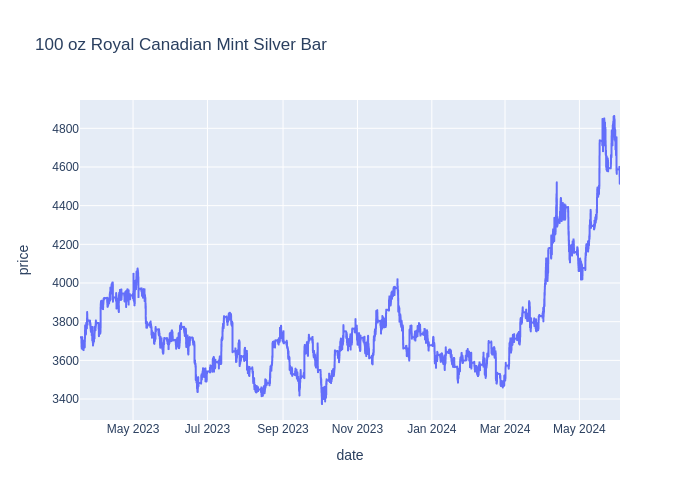 100 oz Royal Canadian Mint Silver Bar
4800
4600
4400
4200
4000
3800
3600
3400
price
May 2023 Jul 2023 Sep 2023 Nov 2023 Jan 2024 Mar 2024 May 2024
date